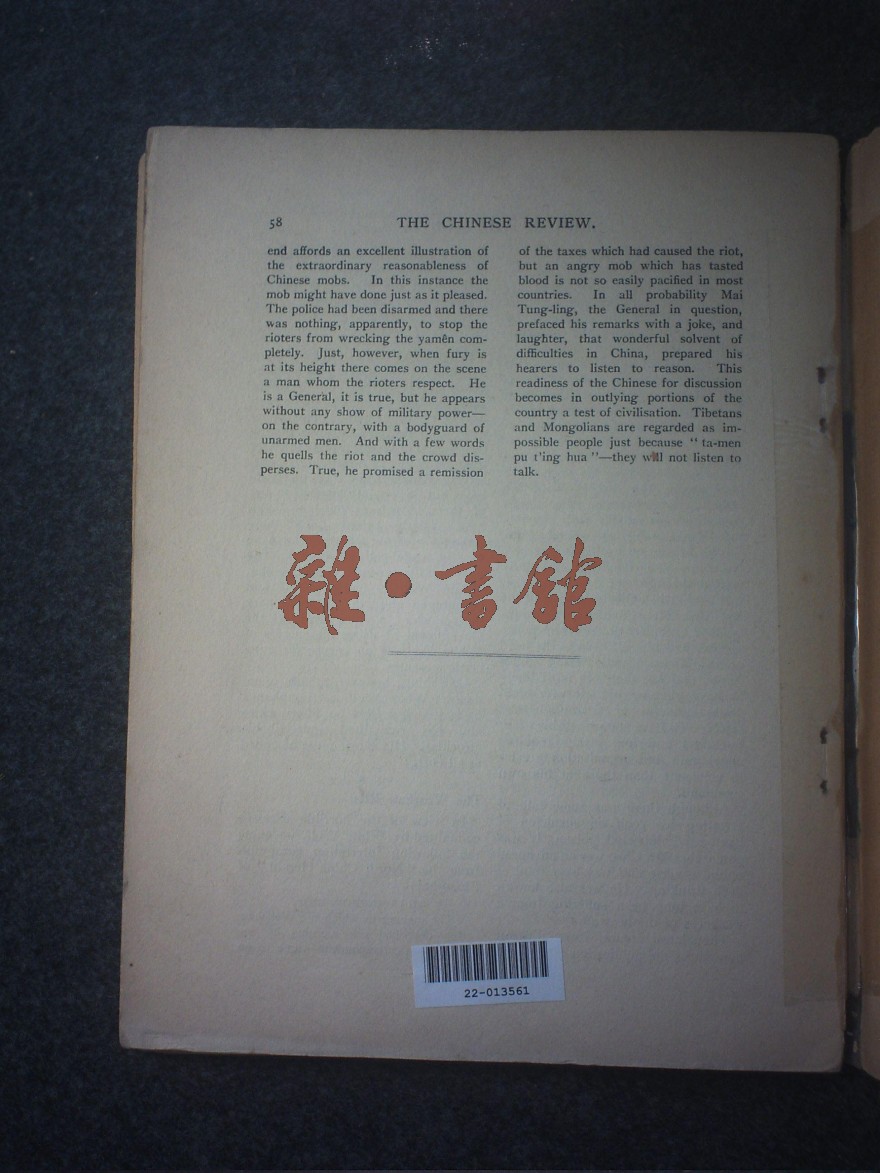 58
THE CHINESE REVIEW.
end affords an excellent illustration of
the extraordinary reasonableness of
Chinese mobs. In this instance the
mob might have done just as it pleased.
The police had been disarmed and there
was nothing, apparently, to stop the
rioters from wrecking the yamên com-
pletely. Just, however, when fury is
at its height there comes on the scene
a man whom the rioters respect. He
is a General, it is true, but he appears
without any show of military power—
on the contrary, with a bodyguard of
unarmed men. And with a few words
he quells the riot and the crowd dis-
perses. True, he promised a remission
of the taxes which had caused the riot,
but an angry mob which has tasted
blood is not so easily pacified in most
countries. In all probability Mai
Tung-ling, the General in question,
prefaced his remarks with a joke, and
laughter, that wonderful solvent of
difficulties in China, prepared his
hearers to listen to reason. This
readiness of the Chinese for discussion
becomes in outlying portions of the
country a test of civilisation. Tibetans
and Mongolians are regarded as im-
possible people just because “ ta-men
pu t'ing hua ”—they will not listen to
talk.
雜•書館
22-013561